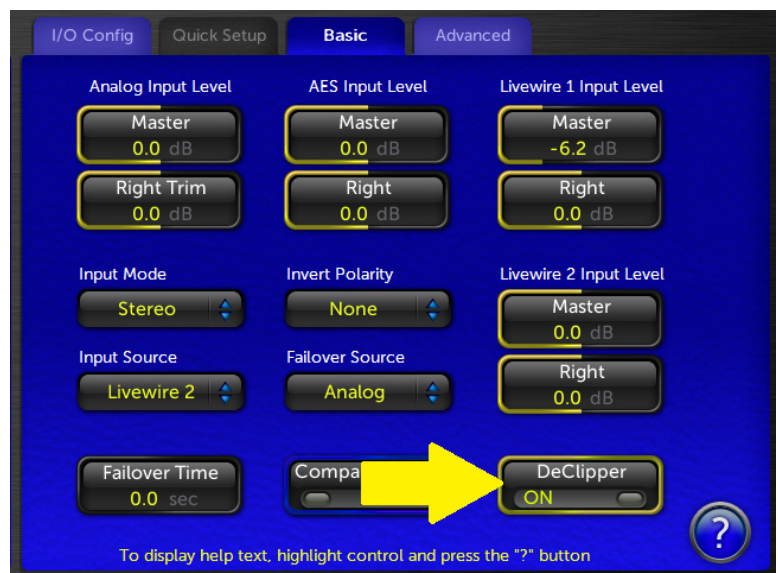 I/O Config Quick Setup Basic Advanced
Analog Input Level AES Input Level Livewire 1 Input Level
Master Master Master
0.0 dB 0.0 dB -6.2 dB
Right Trim Right Right
0.0 dB 0.0 dB 0.0 dB
Input Mode Invert Polarity Livewire 2 Input Level
Stereo None Master
0.0 dB
Input Source Failover Source Right
Livewire 2 Analog 0.0 dB
Failover Time DeClipper
0.0 sec ON
?
To display help text, highlight control and press the "?" button